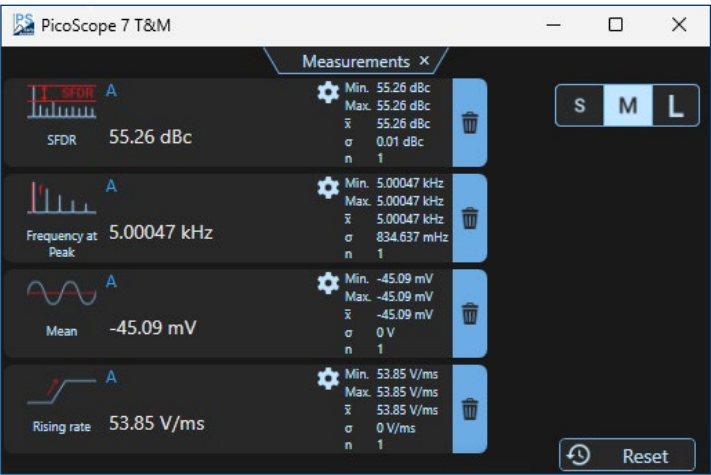 PS
PicoScope 7 T&M
Measurements ×
SFDR
A
SFDR
55.26 dBc
Min. 55.26 dBc
Max. 55.26 dBc
x̄ 55.26 dBc
σ 0.01 dBc
n 1
S M L
A
Frequency at
Peak
5.00047 kHz
Min. 5.00047 kHz
Max. 5.00047 kHz
x̄ 5.00047 kHz
σ 834.637 mHz
n 1
A
Mean
-45.09 mV
Min. -45.09 mV
Max. -45.09 mV
x̄ -45.09 mV
σ 0 V
n 1
A
Rising rate
53.85 V/ms
Min. 53.85 V/ms
Max. 53.85 V/ms
x̄ 53.85 V/ms
σ 0 V/ms
n 1
Reset